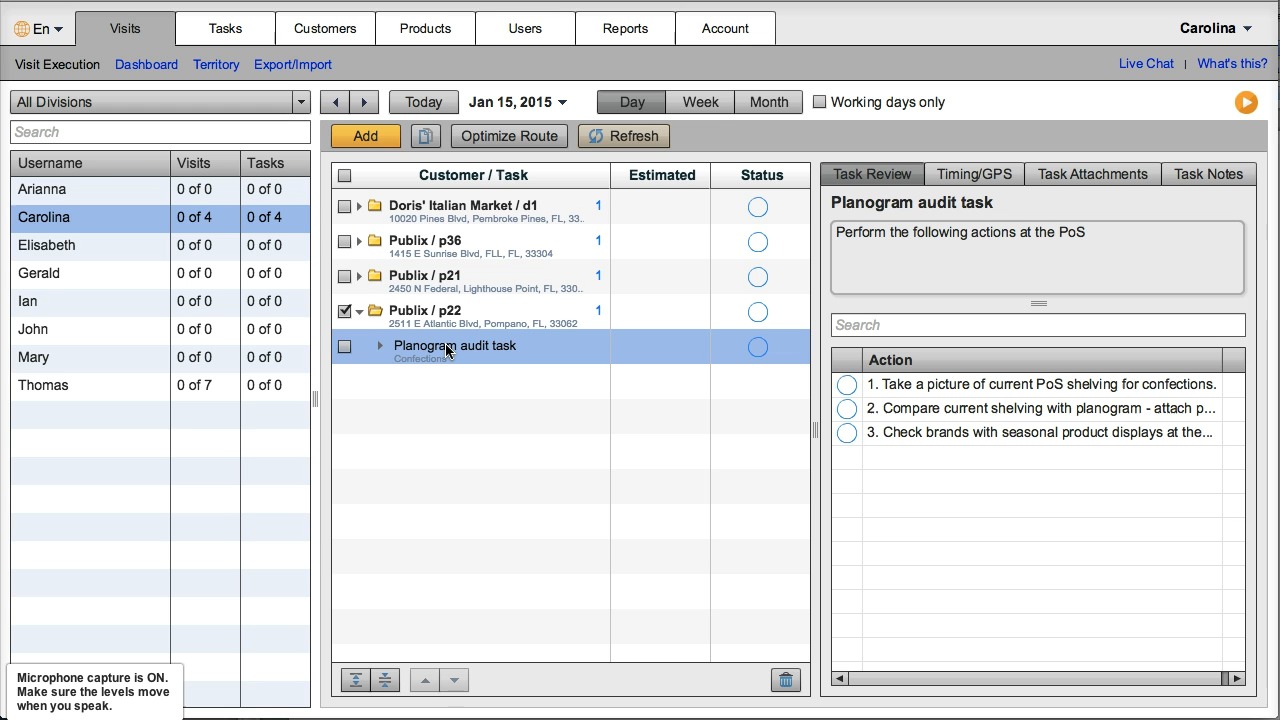 En
Visits
Tasks
Customers
Products
Users
Reports
Account
Carolina
Visit Execution
Dashboard
Territory
Export/Import
Live Chat | What's this?
All Divisions
Today
Jan 15, 2015
Day
Week
Month
Working days only
Search
Add
Optimize Route
Refresh
Username Visits Tasks
Arianna 0 of 0 0 of 0
Carolina 0 of 4 0 of 4
Elisabeth 0 of 0 0 of 0
Gerald 0 of 0 0 of 0
Ian 0 of 0 0 of 0
John 0 of 0 0 of 0
Mary 0 of 0 0 of 0
Thomas 0 of 7 0 of 0
Customer / Task Estimated Status
Doris' Italian Market / d1 1
10020 Pines Blvd, Pembroke Pines, FL, 33..
Publix / p36 1
1415 E Sunrise Blvd, FLL, FL, 33304
Publix / p21 1
2450 N Federal, Lighthouse Point, FL, 330..
Publix / p22 1
2511 E Atlantic Blvd, Pompano, FL, 33062
Planogram audit task
Confections
Task Review
Timing/GPS
Task Attachments
Task Notes
Planogram audit task
Perform the following actions at the PoS
Search
Action
1. Take a picture of current PoS shelving for confections.
2. Compare current shelving with planogram - attach p...
3. Check brands with seasonal product displays at the...
Microphone capture is ON.
Make sure the levels move
when you speak.